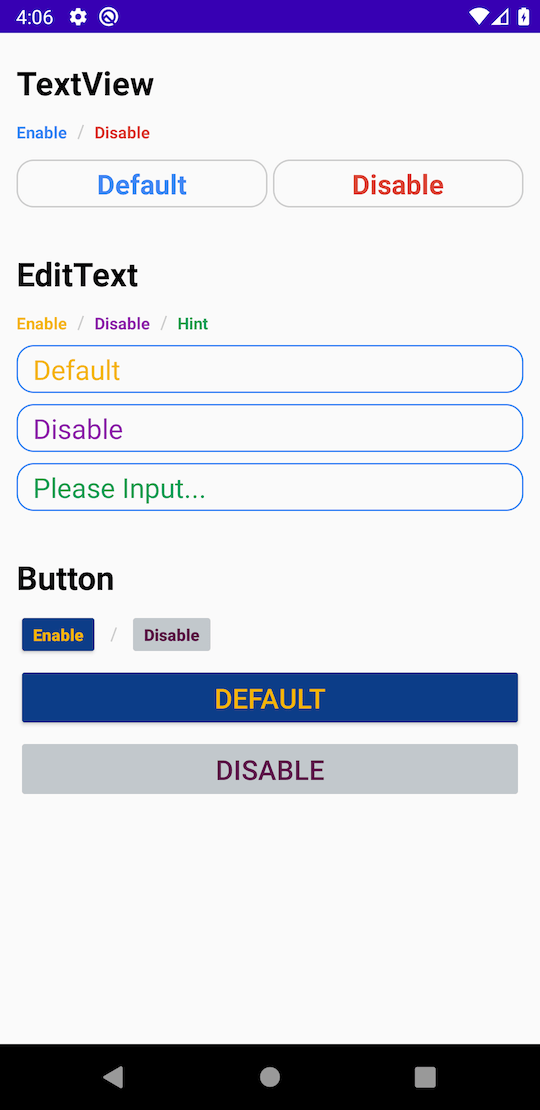 4:06
TextView
Enable / Disable
Default Disable
EditText
Enable / Disable / Hint
Default
Disable
Please Input...
Button
Enable / Disable
DEFAULT
DISABLE